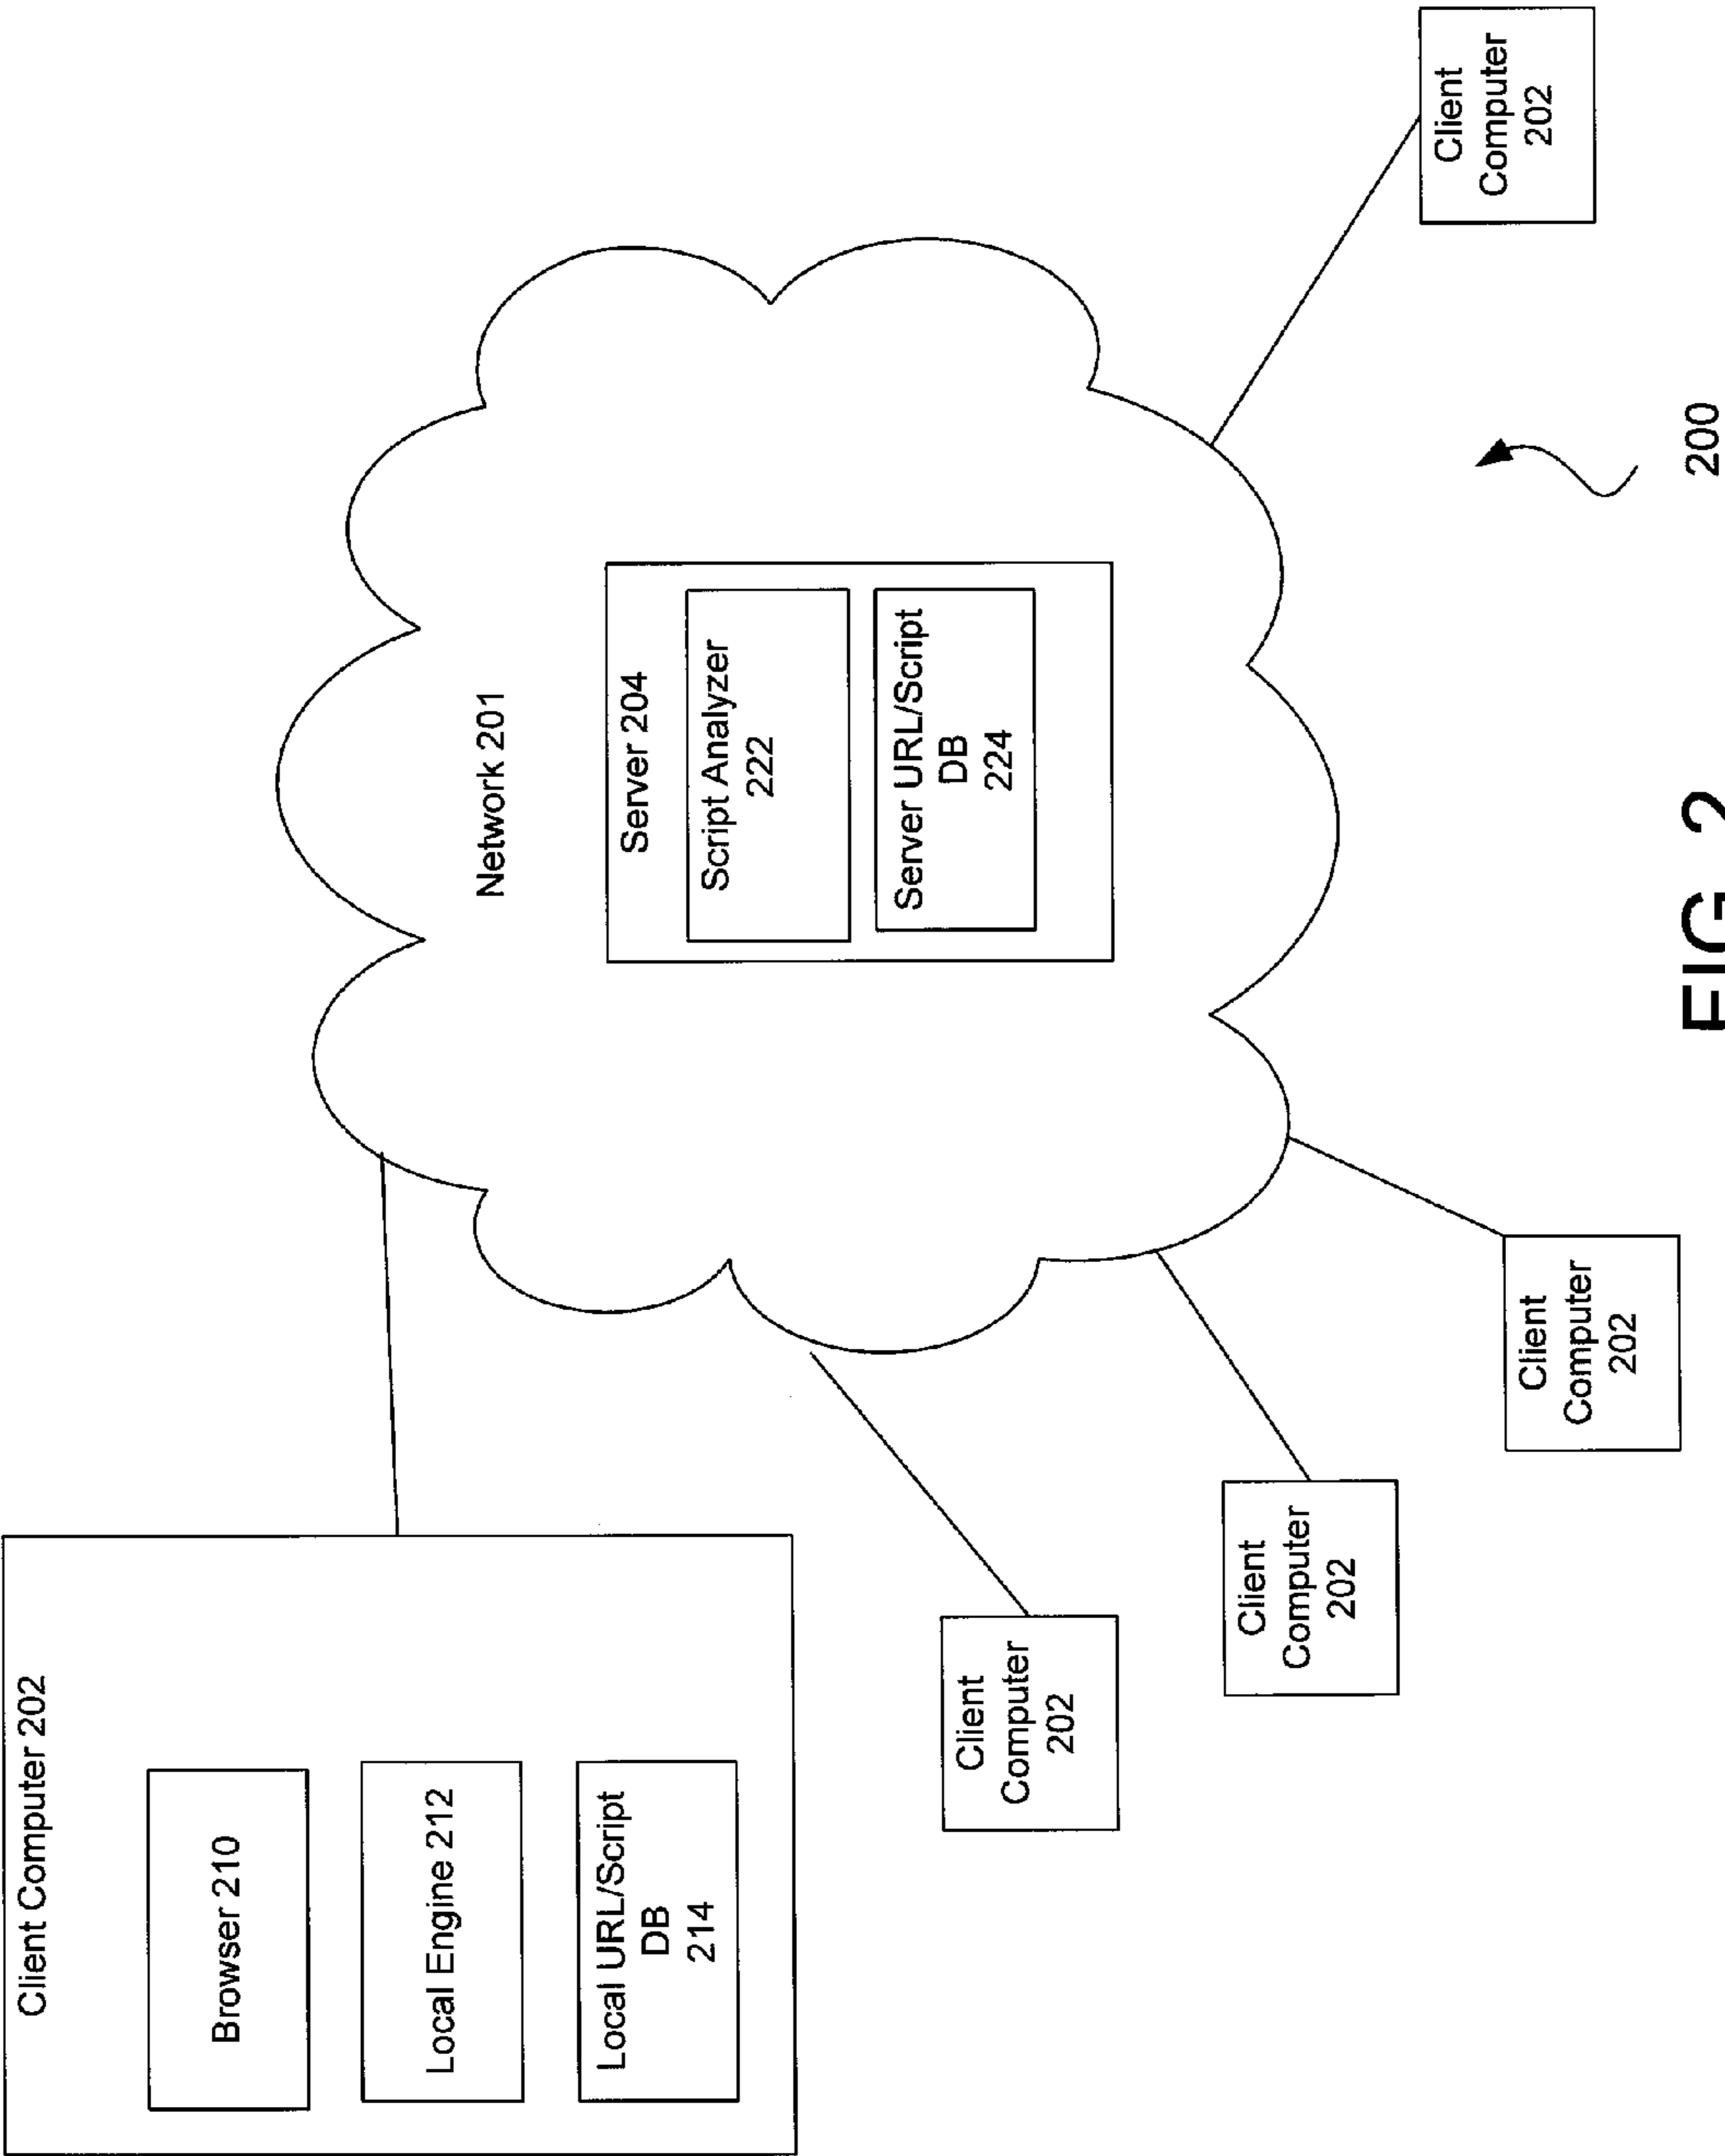 Client Computer 202
Browser 210
Local Engine 212
Local URL/Script
DB
214
Network 201
Server 204
Script Analyzer
222
Server URL/Script
DB
224
Client
Computer
202
Client
Computer
202
Client
Computer
202
Client
Computer
202
200
FIG. 2